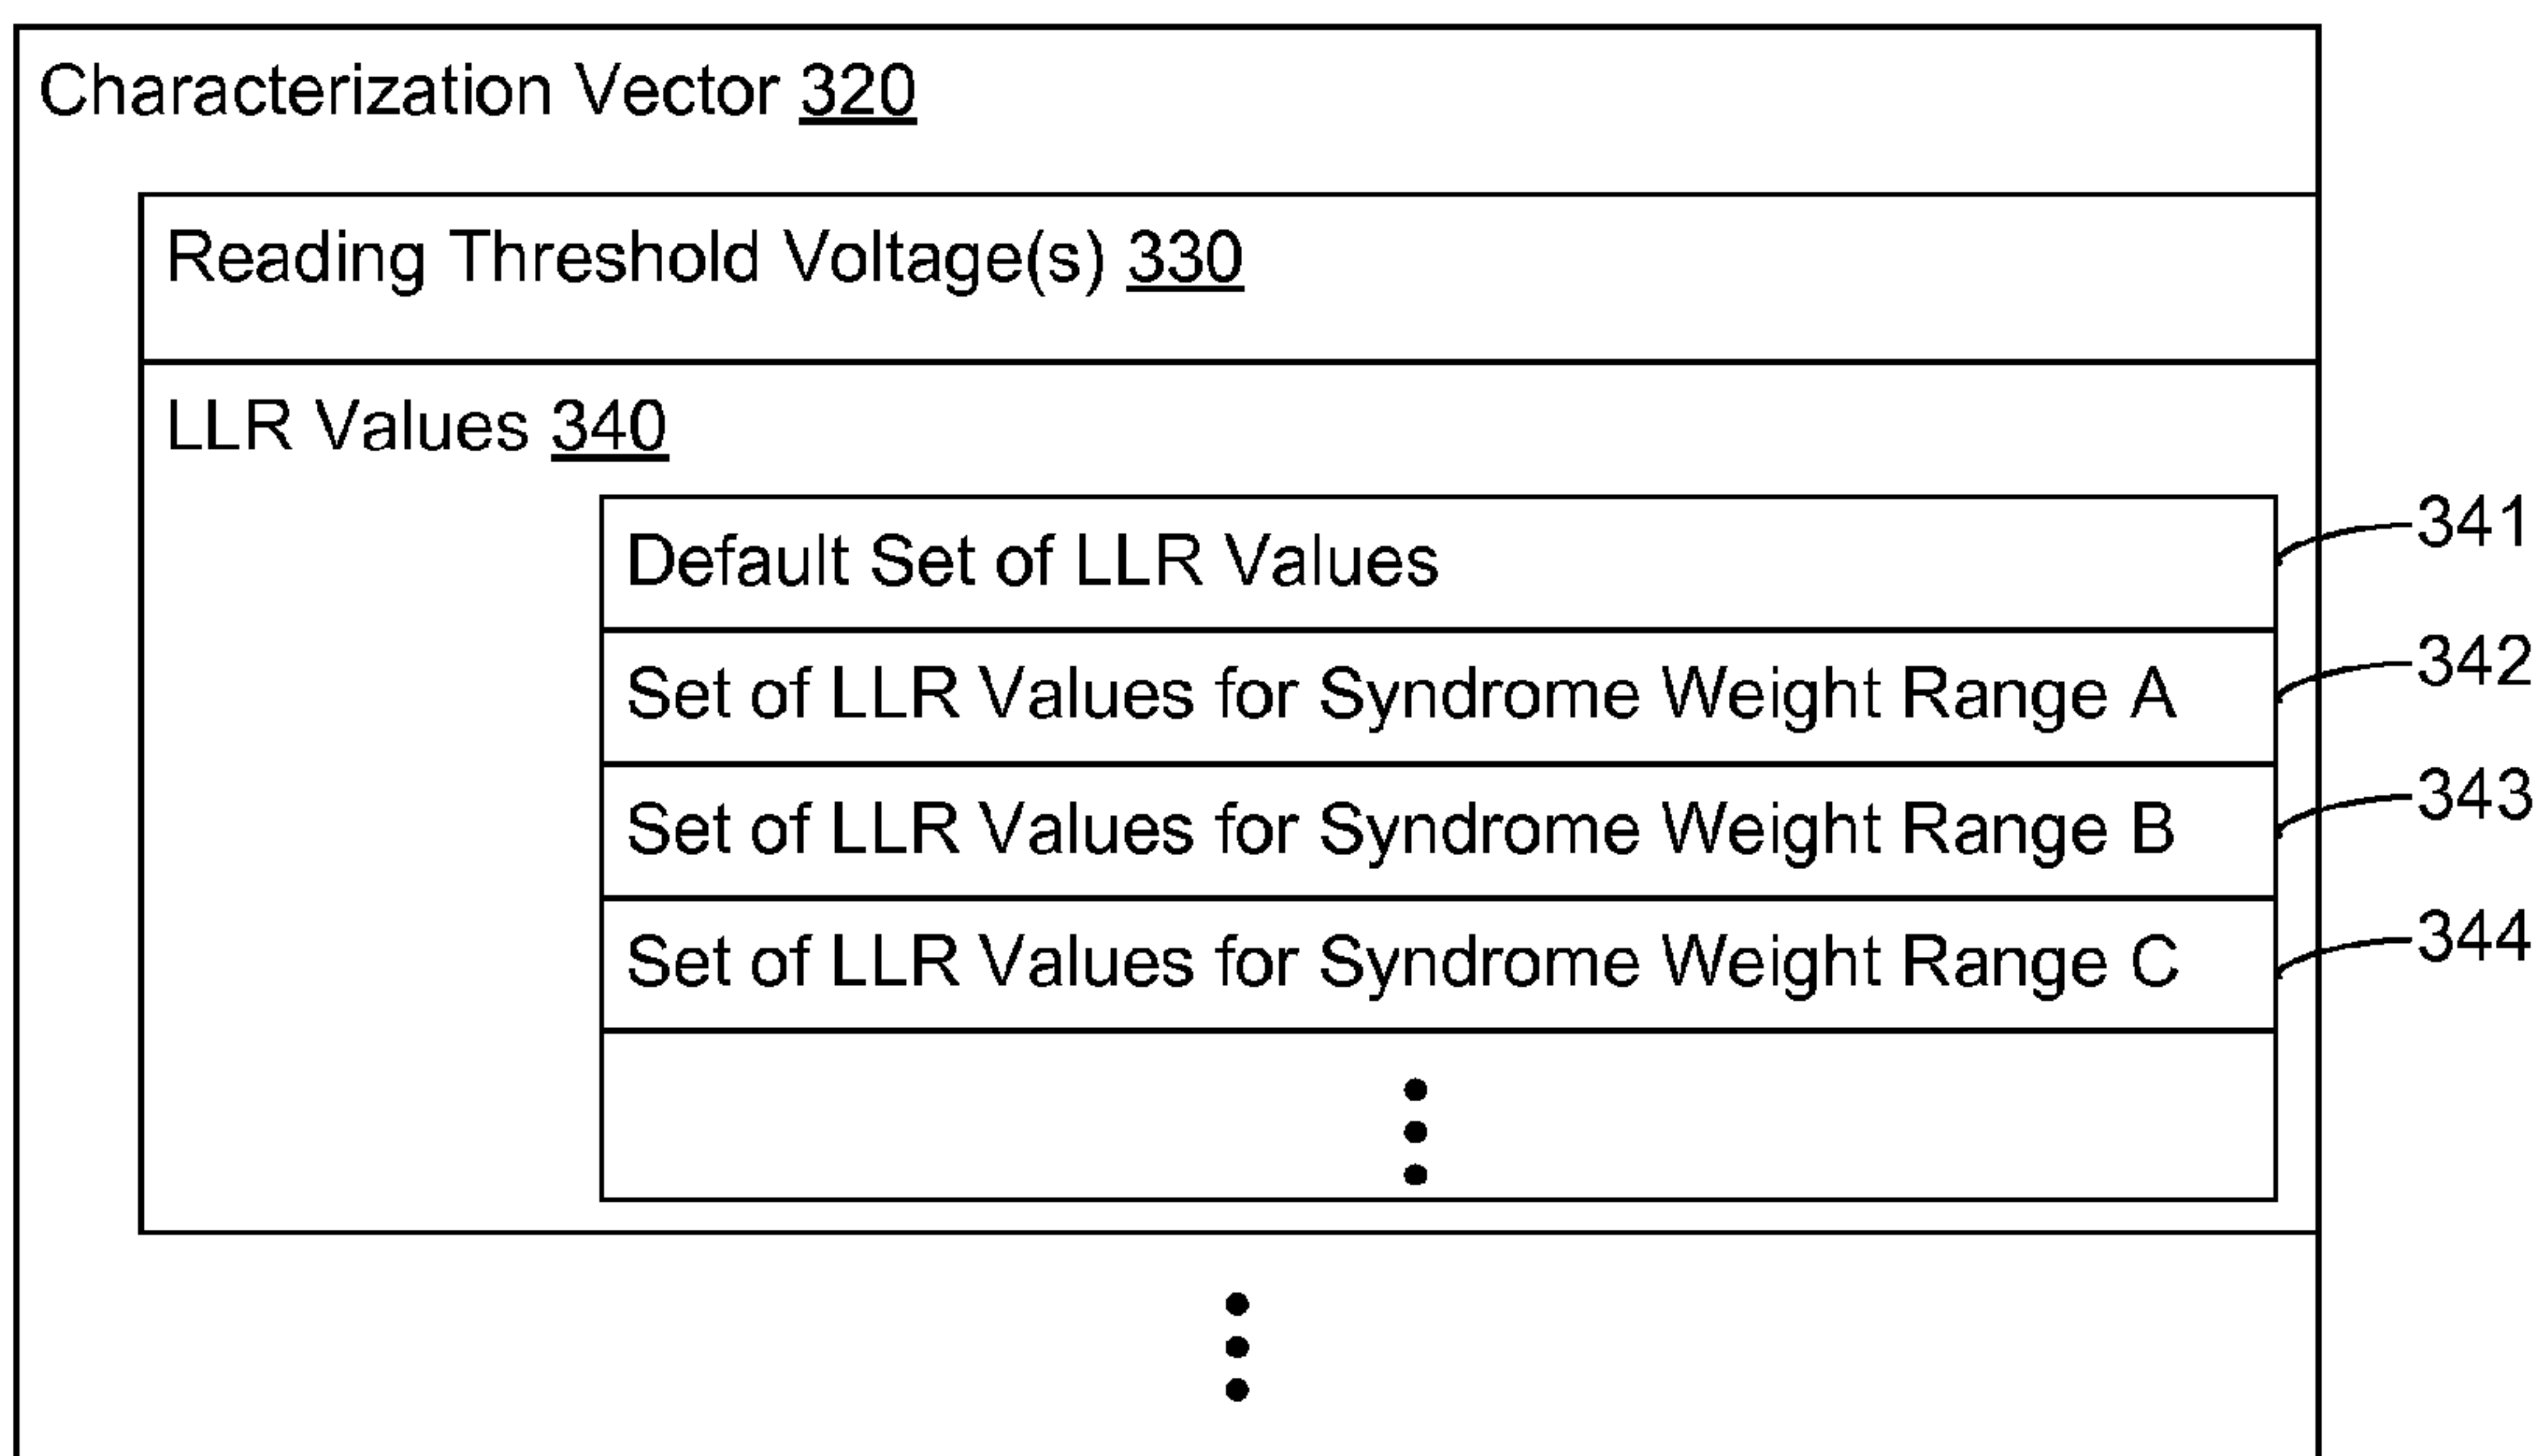 Characterization Vector 320
Reading Threshold Voltage(s) 330
LLR Values 340
Default Set of LLR Values
341
Set of LLR Values for Syndrome Weight Range A
342
Set of LLR Values for Syndrome Weight Range B
343
Set of LLR Values for Syndrome Weight Range C
344